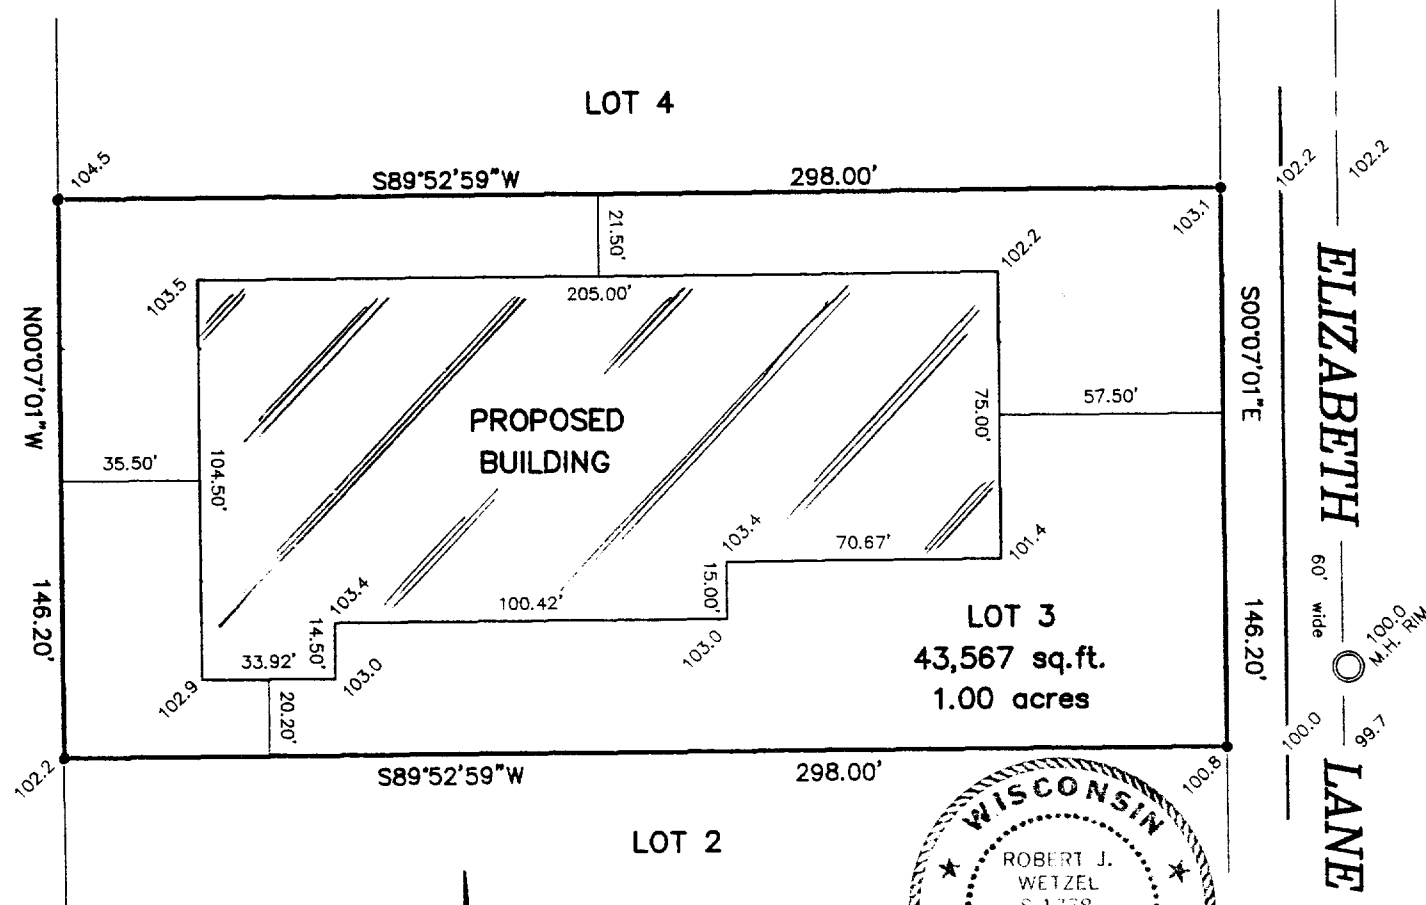 LOT 4
104.5
S89°52'59"W 298.00'
102.2
102.2
103.1
21.50'
102.2
103.5
205.00'
N00°07'01"W
S00°07'01"E
ELIZABETH
PROPOSED
BUILDING
75.00'
57.50'
35.50'
104.50'
103.4
70.67'
101.4
60' wide
146.20'
103.4
100.42'
15.00'
LOT 3
43,567 sq.ft.
1.00 acres
146.20'
100.0
M.H. RIM
14.50'
33.92'
103.0
103.0
102.9
20.20'
100.0
99.7
102.2
S89°52'59"W 298.00'
100.8
LANE
LOT 2
WISCONSIN
ROBERT J.
WETZEL